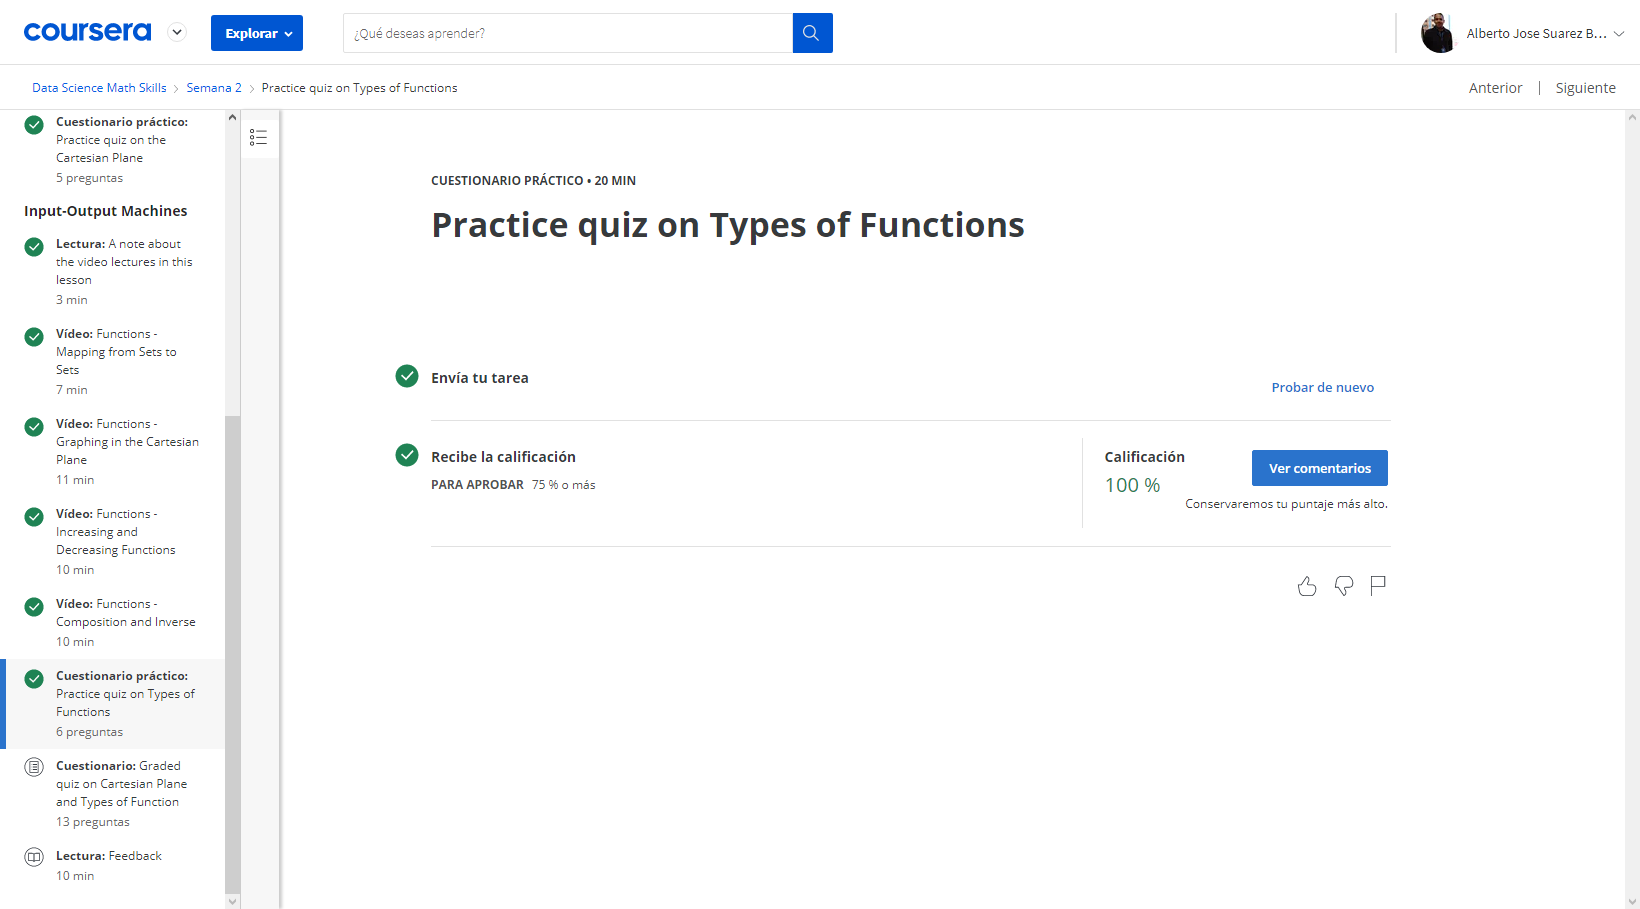 coursera
Explorar
¿Qué deseas aprender?
Alberto Jose Suarez B...
Data Science Math Skills
Semana 2
Practice quiz on Types of Functions
Anterior
Siguiente
Cuestionario práctico:
Practice quiz on the
Cartesian Plane
5 preguntas
Input-Output Machines
Lectura: A note about
the video lectures in this
lesson
3 min
Vídeo: Functions -
Mapping from Sets to
Sets
7 min
Vídeo: Functions -
Graphing in the Cartesian
Plane
11 min
Vídeo: Functions -
Increasing and
Decreasing Functions
10 min
Vídeo: Functions -
Composition and Inverse
10 min
Cuestionario práctico:
Practice quiz on Types of
Functions
6 preguntas
Cuestionario: Graded
quiz on Cartesian Plane
and Types of Function
13 preguntas
Lectura: Feedback
10 min
CUESTIONARIO PRÁCTICO • 20 MIN
Practice quiz on Types of Functions
Envía tu tarea
Probar de nuevo
Recibe la calificación
PARA APROBAR 75 % o más
Calificación
100 %
Ver comentarios
Conservaremos tu puntaje más alto.